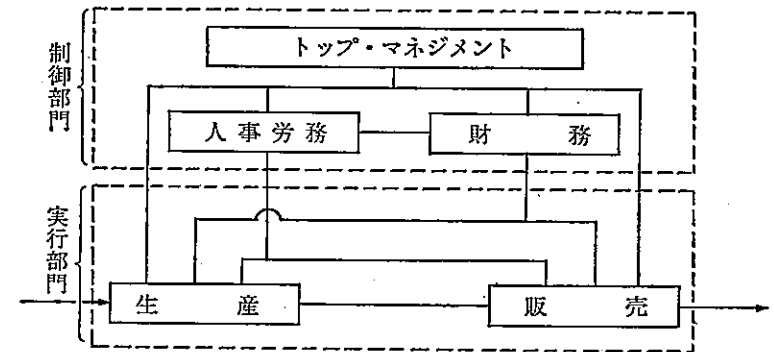 制御部門
トップ・マネジメント
人事労務
財務
実行部門
生産
販売